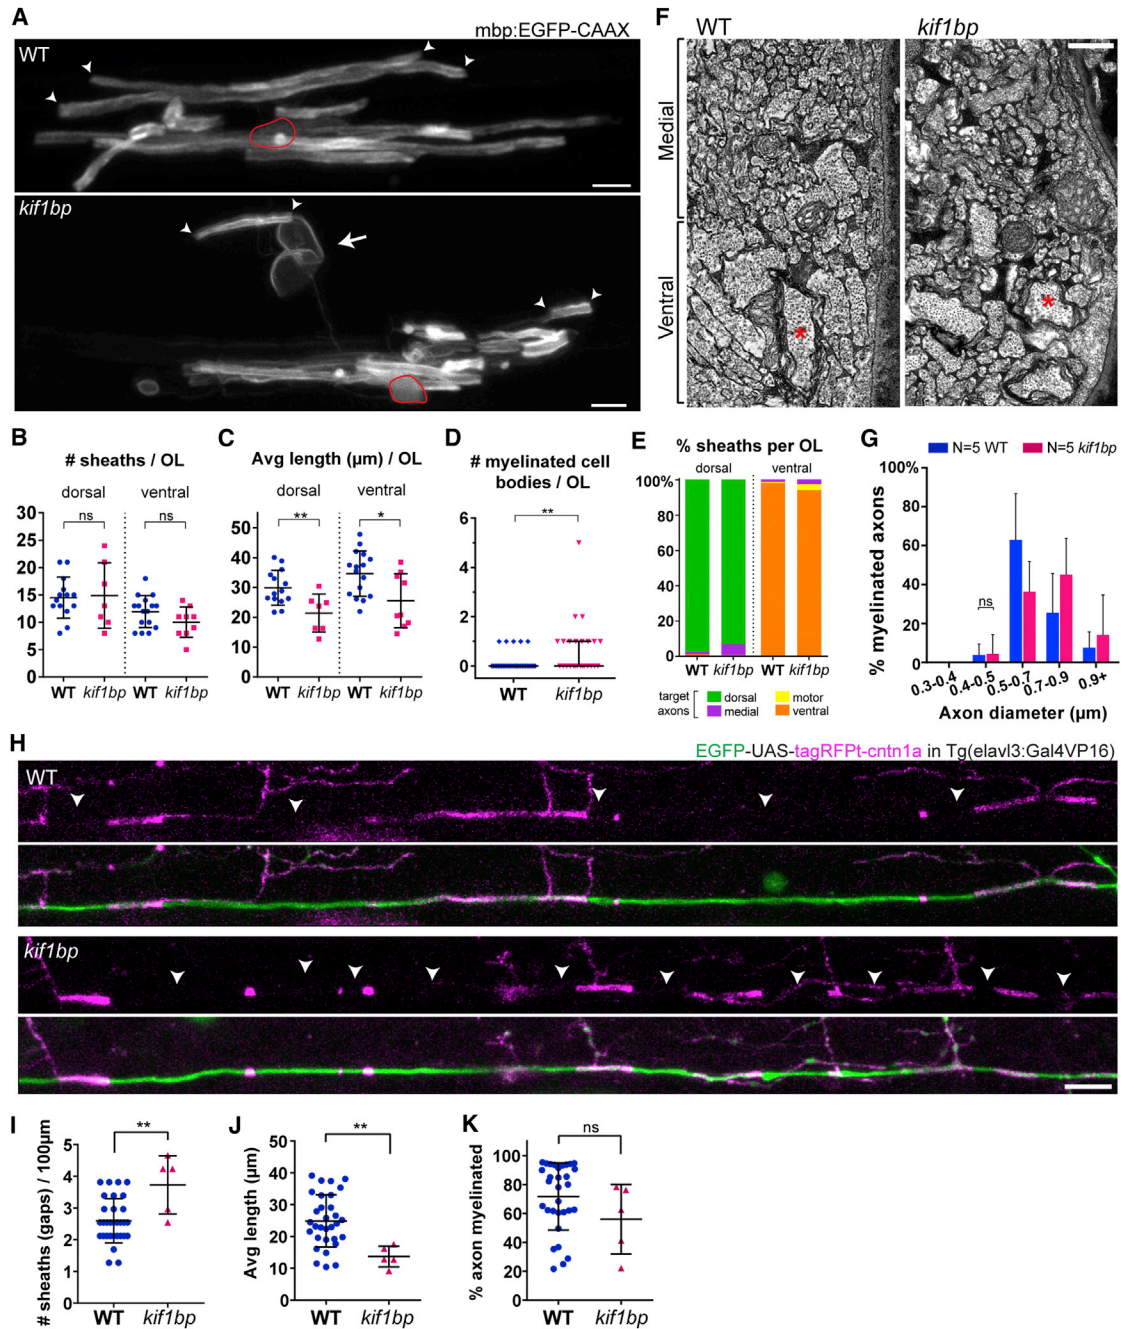 A
mbp:EGFP-CAAX
WT
kif1bp
F
WT
kif1bp
Medial
Ventral
*
*
B
# sheaths / OL
dorsal
ventral
ns
ns
30
25
20
15
10
5
0
WT
kif1bp
WT
kif1bp
C
Avg length (µm) / OL
dorsal
ventral
**
*
50
40
30
20
10
0
WT
kif1bp
WT
kif1bp
D
# myelinated cell
bodies / OL
**
6
4
2
0
WT
kif1bp
E
% sheaths per OL
dorsal
ventral
100%
80
60
40
20
0
WT
kif1bp
WT
kif1bp
target
axons
dorsal
medial
motor
ventral
G
N=5 WT
N=5 kif1bp
% myelinated axons
100%
80
60
40
20
0
ns
0.3-0.4
0.4-0.5
0.5-0.7
0.7-0.9
0.9+
Axon diameter (µm)
H
EGFP-UAS-tagRFPt-cntn1a in Tg(elavl3:Gal4VP16)
WT
kif1bp
I
# sheaths (gaps) / 100µm
**
5
4
3
2
1
0
WT
kif1bp
J
Avg length (µm)
**
50
40
30
20
10
0
WT
kif1bp
K
% axon myelinated
ns
100
80
60
40
20
0
WT
kif1bp